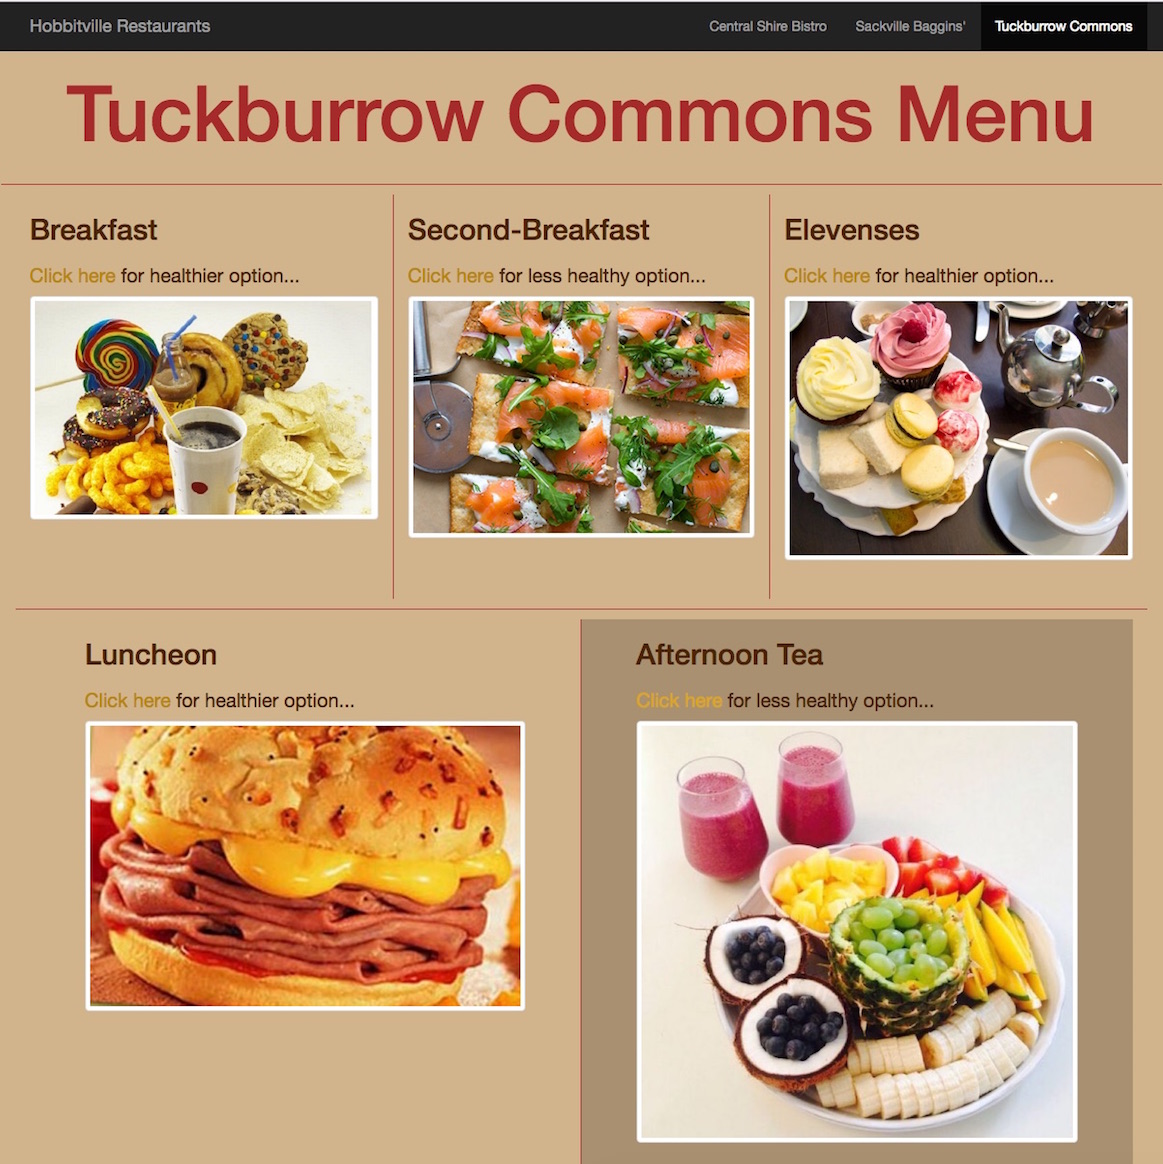 Hobbitville Restaurants
Central Shire Bistro
Sackville Baggins'
Tuckburrow Commons
Tuckburrow Commons Menu
Breakfast
Click here for healthier option...
Second-Breakfast
Click here for less healthy option...
Elevenses
Click here for healthier option...
Luncheon
Click here for healthier option...
Afternoon Tea
Click here for less healthy option...